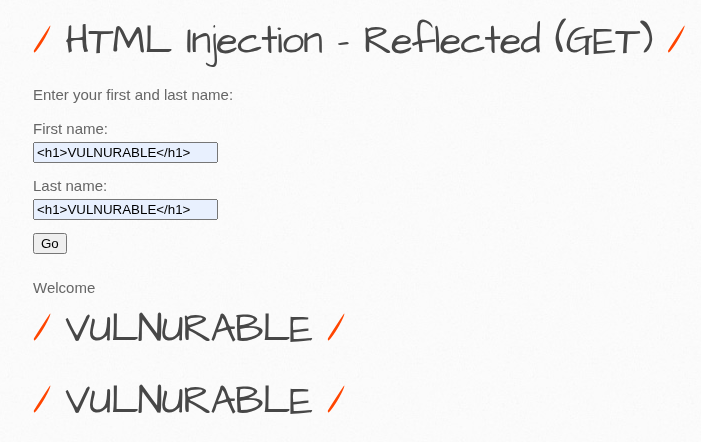 / HTML Injection - Reflected (GET) /
Enter your first and last name:
First name:
<h1>VULNURABLE</h1>
Last name:
<h1>VULNURABLE</h1>
Go
Welcome
/ VULNURABLE /
/ VULNURABLE /